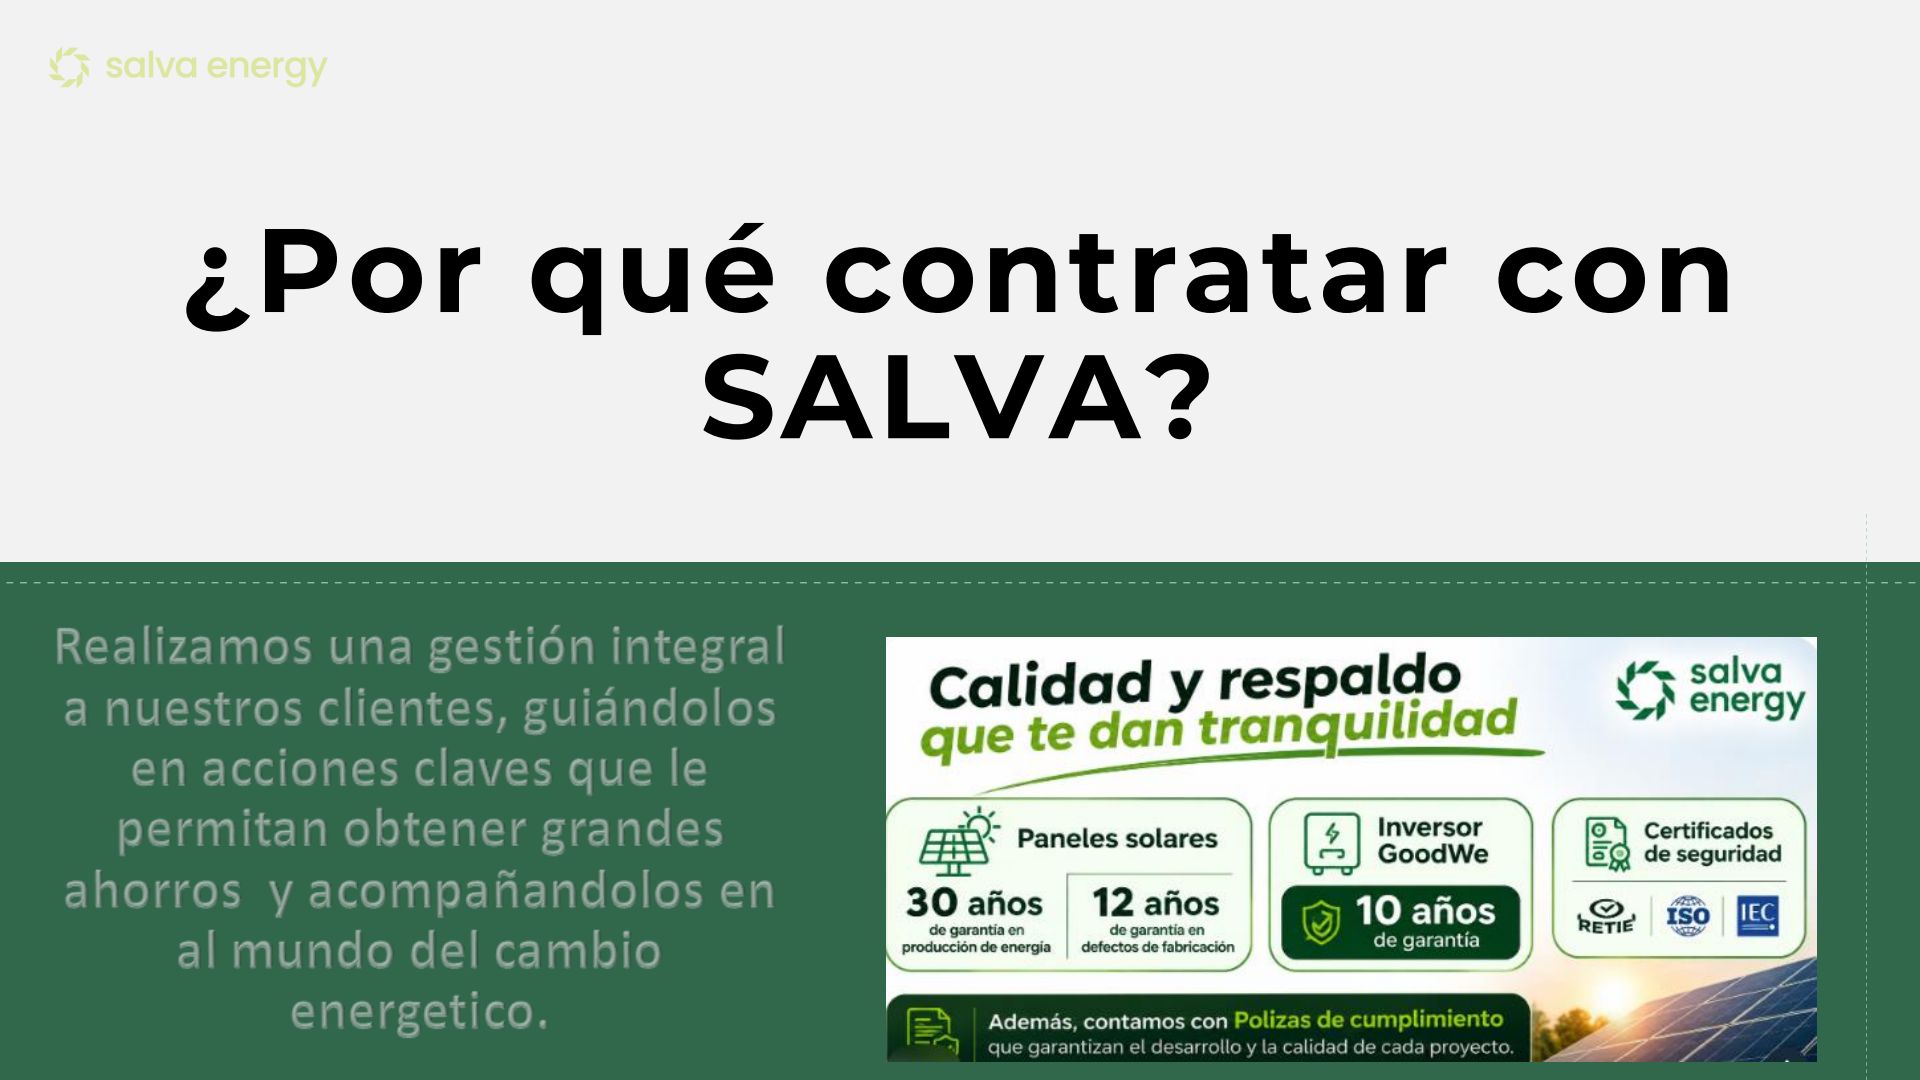 salva energy
¿Por qué contratar con
SALVA?
Realizamos una gestión integral
a nuestros clientes, guiándolos
en acciones claves que le
permitan obtener grandes
ahorros  y acompañandolos en
al mundo del cambio
energetico.
Calidad y respaldo
que te dan tranquilidad
salva
energy
Paneles solares
30 años
de garantía en
producción de energía
12 años
de garantía en
defectos de fabricación
Inversor
GoodWe
10 años
de garantía
Certificados
de seguridad
RETIE
ISO
IEC
Además, contamos con Polizas de cumplimiento
que garantizan el desarrollo y la calidad de cada proyecto.